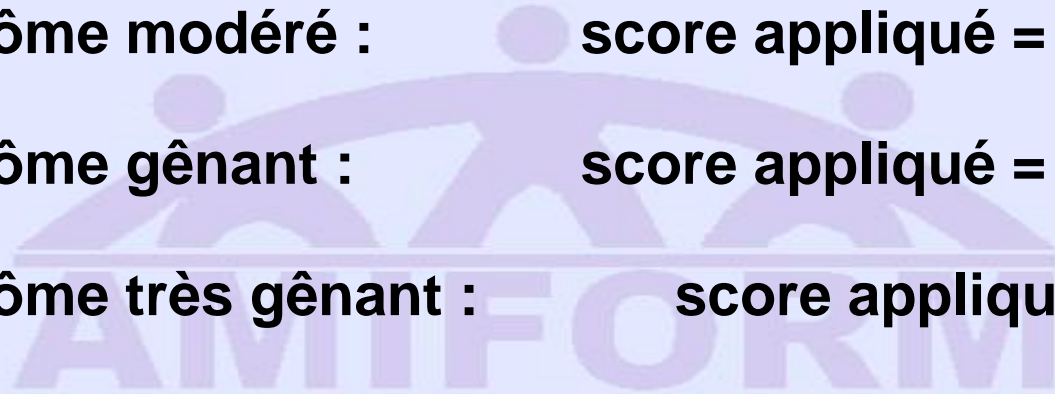 ôme modéré : score appliqué =
ôme gênant : score appliqué =
ôme très gênant : score appliqu
AMIFORM